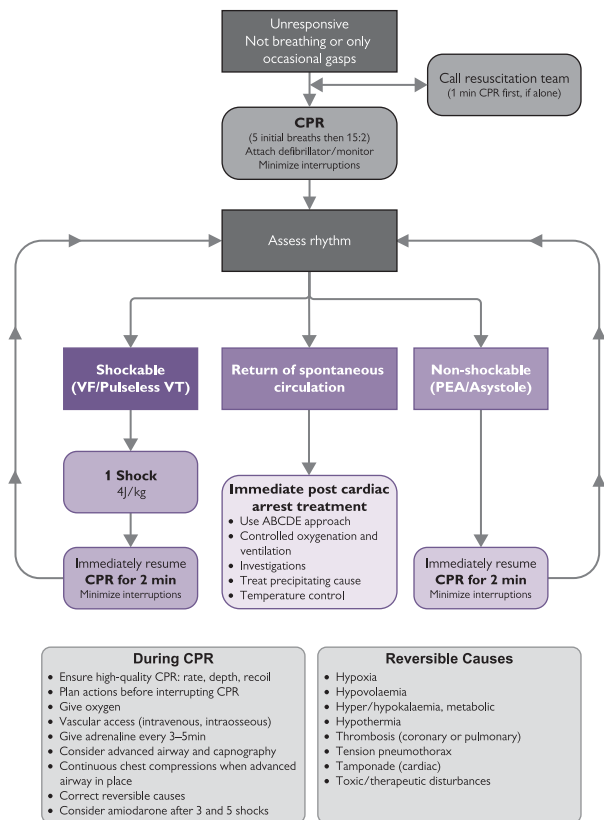 Unresponsive
Not breathing or only
occasional gasps
Call resuscitation team
(1 min CPR first, if alone)
CPR
(5 initial breaths then 15:2)
Attach defibrillator/monitor
Minimize interruptions
Assess rhythm
Shockable
(VF/Pulseless VT)
Return of spontaneous
circulation
Non-shockable
(PEA/Asystole)
1 Shock
4J/kg
Immediately resume
CPR for 2 min
Minimize interruptions
Immediate post cardiac
arrest treatment
• Use ABCDE approach
• Controlled oxygenation and
ventilation
• Investigations
• Treat precipitating cause
• Temperature control
Immediately resume
CPR for 2 min
Minimize interruptions
During CPR
• Ensure high-quality CPR: rate, depth, recoil
• Plan actions before interrupting CPR
• Give oxygen
• Vascular access (intravenous, intraosseous)
• Give adrenaline every 3–5min
• Consider advanced airway and capnography
• Continuous chest compressions when advanced
airway in place
• Correct reversible causes
• Consider amiodarone after 3 and 5 shocks
Reversible Causes
• Hypoxia
• Hypovolaemia
• Hyper/hypokalaemia, metabolic
• Hypothermia
• Thrombosis (coronary or pulmonary)
• Tension pneumothorax
• Tamponade (cardiac)
• Toxic/therapeutic disturbances